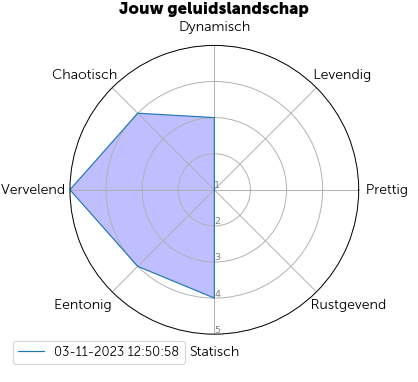 Jouw geluidslandschap
Dynamisch
Chaotisch
Levendig
Vervelend
1
Prettig
2
3
Eentonig
4
Rustgevend
5
03-11-2023 12:50:58
Statisch